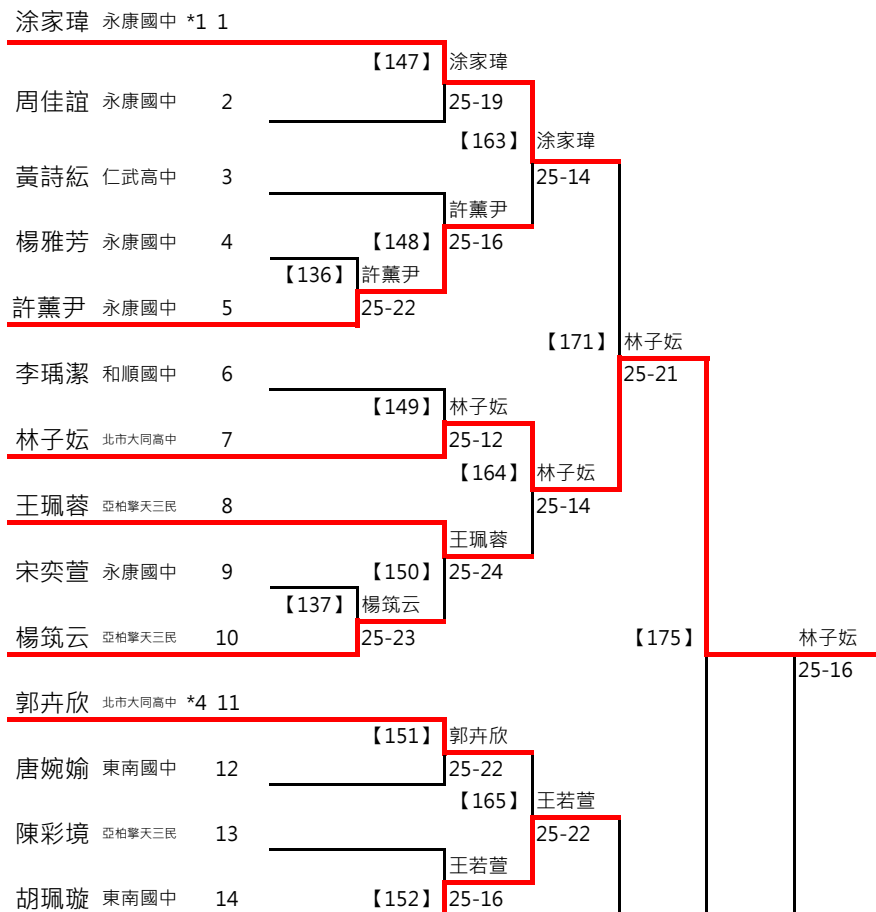 涂家瑋 永康國中 *1 1
【147】 涂家瑋
周佳誼 永康國中 2
25-19
【163】 涂家瑋
黃詩紜 仁武高中 3
25-14
許薰尹
楊雅芳 永康國中 4
【148】 25-16
【136】 許薰尹
許薰尹 永康國中 5
25-22
【171】 林子妘
李瑀潔 和順國中 6
25-21
【149】 林子妘
林子妘 北市大同高中 7
25-12
【164】 林子妘
王珮蓉 亞柏擎天三民 8
25-14
王珮蓉
宋奕萱 永康國中 9
【150】 25-24
【137】 楊筑云
楊筑云 亞柏擎天三民 10
25-23
【175】 林子妘
25-16
郭卉欣 北市大同高中 *4 11
【151】 郭卉欣
唐婉媮 東南國中 12
25-22
【165】 王若萱
陳彩境 亞柏擎天三民 13
25-22
王若萱
胡珮璇 東南國中 14
【152】 25-16